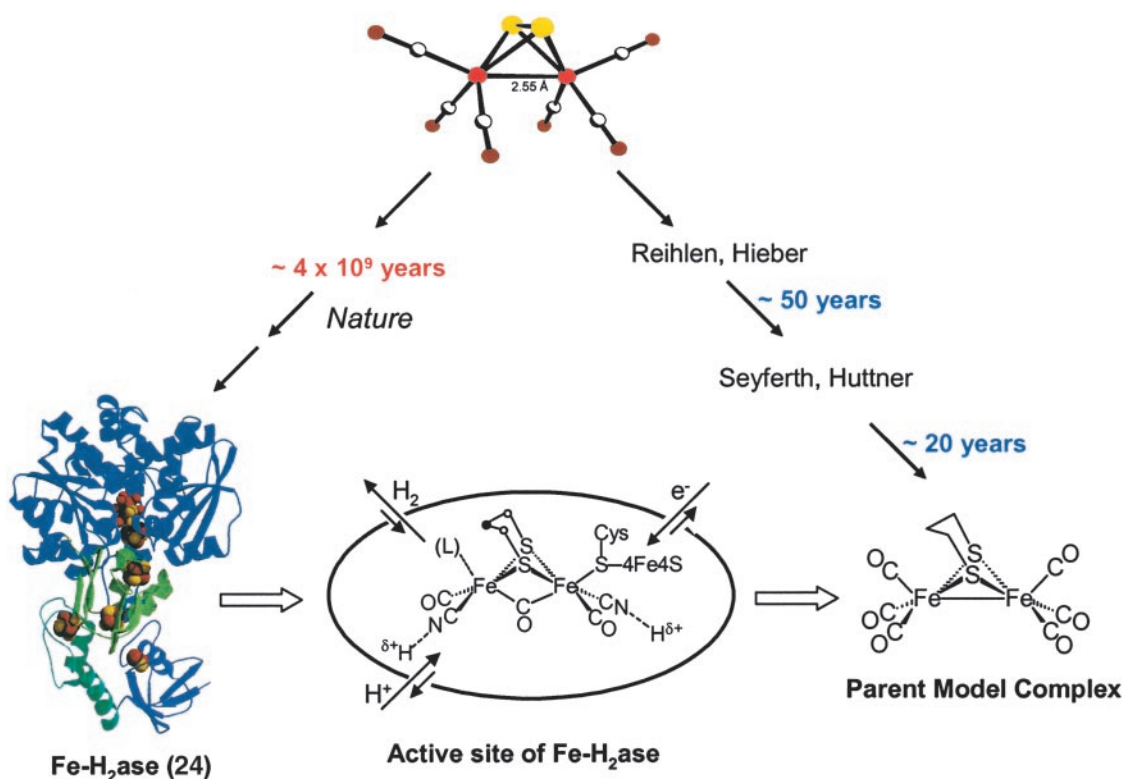 2.55 Å
~ 4 x 10⁹ years
Nature
Reihlen, Hieber
~ 50 years
Seyferth, Huttner
~ 20 years
H₂
e⁻
(L)
Cys
S
S
S—4Fe4S
Fe
Fe
OC
NC
C
O
CO
CN
δ⁺H
Hδ⁺
H⁺
S
S
Fe
Fe
OC
OC
OC
CO
CO
CO
Fe-H₂ase (24)
Active site of Fe-H₂ase
Parent Model Complex